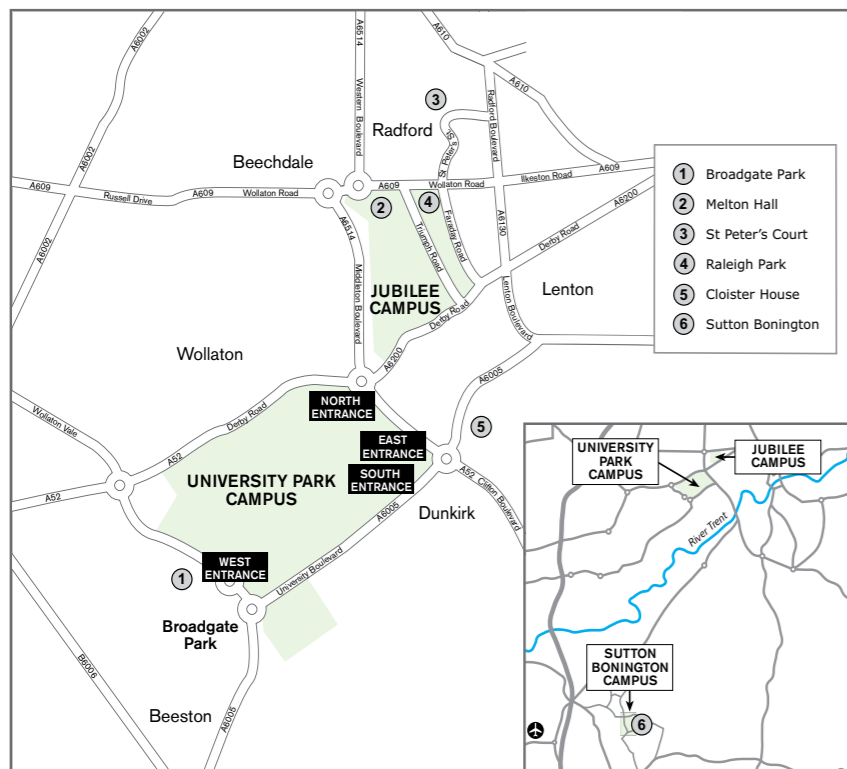 A6002
A6514
A610
A610
Western Boulevard
Radford Boulevard
3
Radford
A6002
Beechdale
St Peter's St.
A609
Russell Drive
A609
Wollaton Road
A609
Wollaton Road
Ilkeston Road
A609
2
4
A6514
A6002
Triumph Road
Faraday Road
A6130
Derby Road
A6200
JUBILEE
CAMPUS
Middleton Boulevard
Lenton Boulevard
Lenton
Derby Road
A6200
Wollaton
A6005
NORTH
ENTRANCE
Wollaton Vale
Derby Road
5
EAST
ENTRANCE
A52
SOUTH
ENTRANCE
UNIVERSITY PARK
CAMPUS
A52
A52 Clifton Boulevard
A6005
Dunkirk
WEST
ENTRANCE
University Boulevard
1
Broadgate
Park
B6006
Beeston
A6005
1 Broadgate Park
2 Melton Hall
3 St Peter's Court
4 Raleigh Park
5 Cloister House
6 Sutton Bonington
UNIVERSITY
PARK
CAMPUS
JUBILEE
CAMPUS
River Trent
SUTTON
BONINGTON
CAMPUS
6